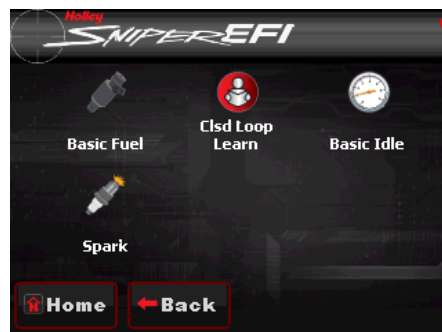 Holley
SNIPER EFI
Basic Fuel
Clsd Loop
Learn
Basic Idle
Spark
Home
Back